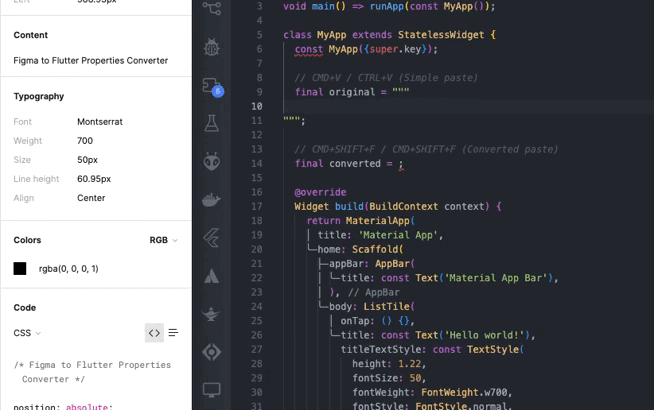 Content
Figma to Flutter Properties Converter
Typography
Font Montserrat
Weight 700
Size 50px
Line height 60.95px
Align Center
Colors RGB
rgba(0, 0, 0, 1)
Code
CSS
/* Figma to Flutter Properties
Converter */
position: absolute;
6
3 void main() => runApp(const MyApp());
4
5 class MyApp extends StatelessWidget {
6 const MyApp({super.key});
7
8 // CMD+V / CTRL+V (Simple paste)
9 final original = """
10
11 """;
12
13 // CMD+SHIFT+F / CMD+SHIFT+F (Converted paste)
14 final converted = ;
15
16 @override
17 Widget build(BuildContext context) {
18 return MaterialApp(
19 title: 'Material App',
20 home: Scaffold(
21 appBar: AppBar(
22 title: const Text('Material App Bar'),
23 ), // AppBar
24 body: ListTile(
25 onTap: () {},
26 title: const Text('Hello world!'),
27 titleTextStyle: const TextStyle(
28 height: 1.22,
29 fontSize: 50,
30 fontWeight: FontWeight.w700,
31 fontStyle: FontStyle.normal,